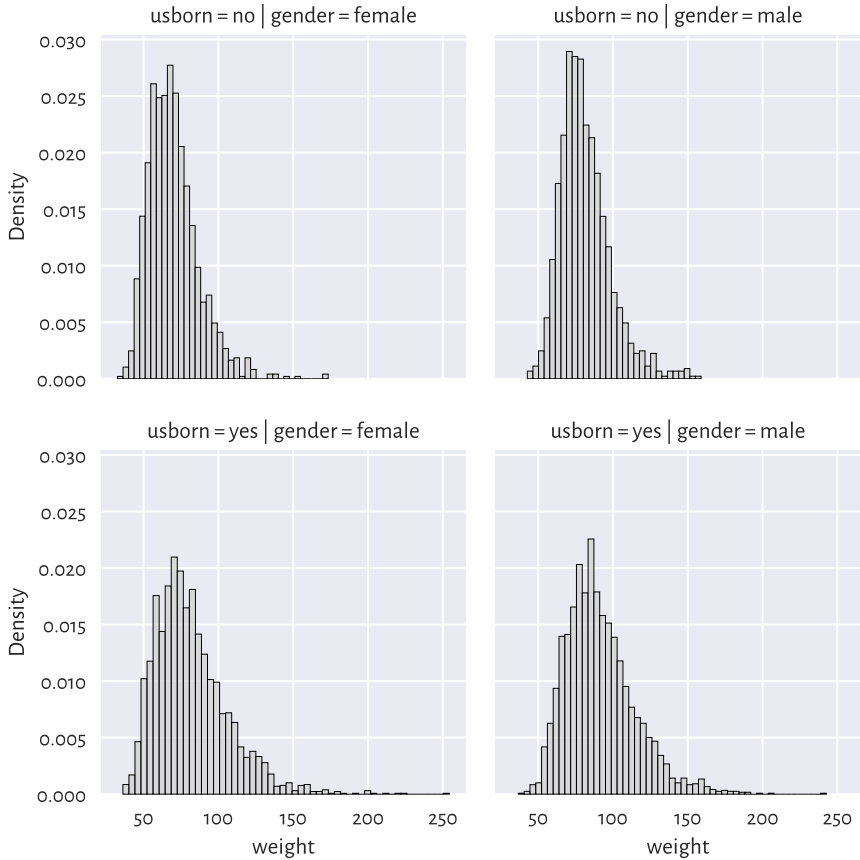 usborn = no | gender = female
usborn = no | gender = male
0.030
0.025
0.020
0.015
0.010
0.005
0.000
Density
usborn = yes | gender = female
usborn = yes | gender = male
0.030
0.025
0.020
0.015
0.010
0.005
0.000
Density
50 100 150 200 250
50 100 150 200 250
weight
weight